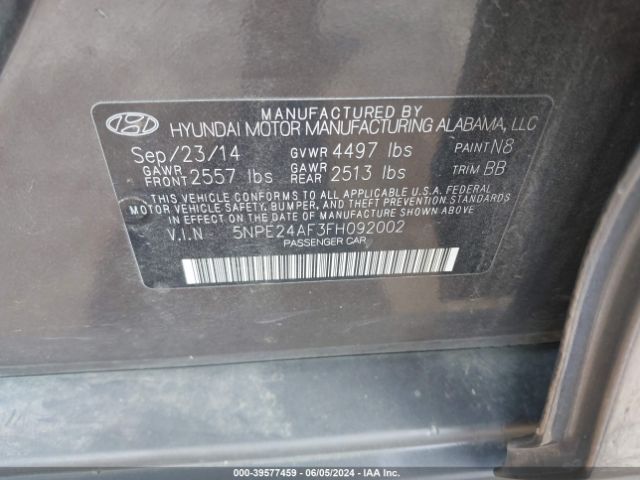 MANUFACTURED BY
HYUNDAI MOTOR MANUFACTURING ALABAMA, LLC
Sep/23/14 GVWR 4497 lbs PAINT N8
GAWR FRONT 2557 lbs GAWR REAR 2513 lbs TRIM BB
THIS VEHICLE CONFORMS TO ALL APPLICABLE U.S.A. FEDERAL
MOTOR VEHICLE SAFETY, BUMPER, AND THEFT PREVENTION STANDARDS
IN EFFECT ON THE DATE OF MANUFACTURE SHOWN ABOVE.
V.I.N 5NPE24AF3FH092002
PASSENGER CAR
000-39577459 - 06/05/2024 - IAA Inc.